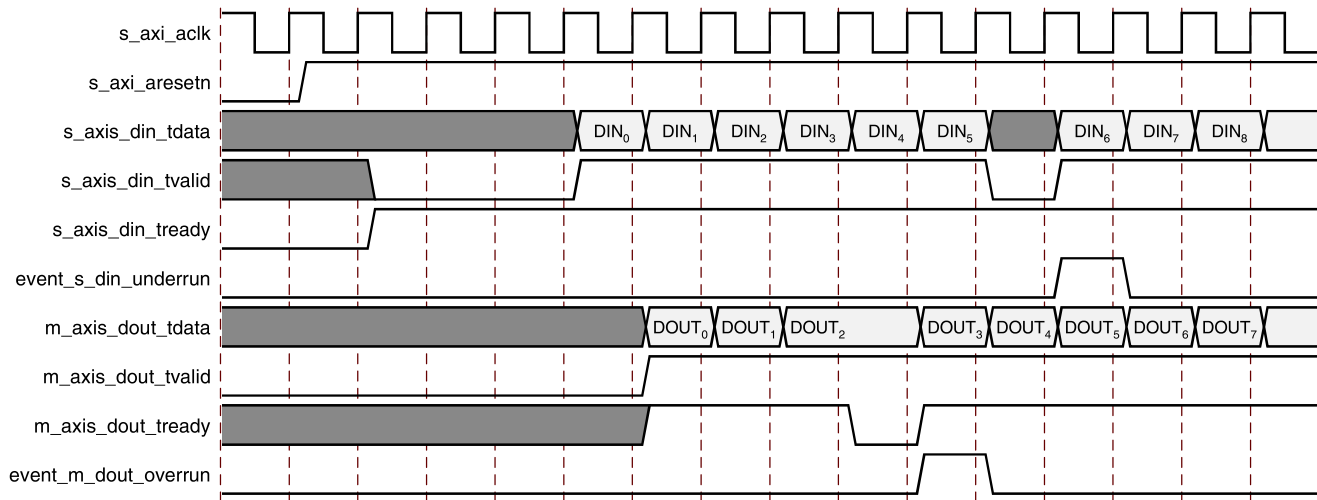 s_axi_aclk
s_axi_aresetn
s_axis_din_tdata DIN0 DIN1 DIN2 DIN3 DIN4 DIN5 DIN6 DIN7 DIN8
s_axis_din_tvalid
s_axis_din_tready
event_s_din_underrun
m_axis_dout_tdata DOUT0 DOUT1 DOUT2 DOUT3 DOUT4 DOUT5 DOUT6 DOUT7
m_axis_dout_tvalid
m_axis_dout_tready
event_m_dout_overrun